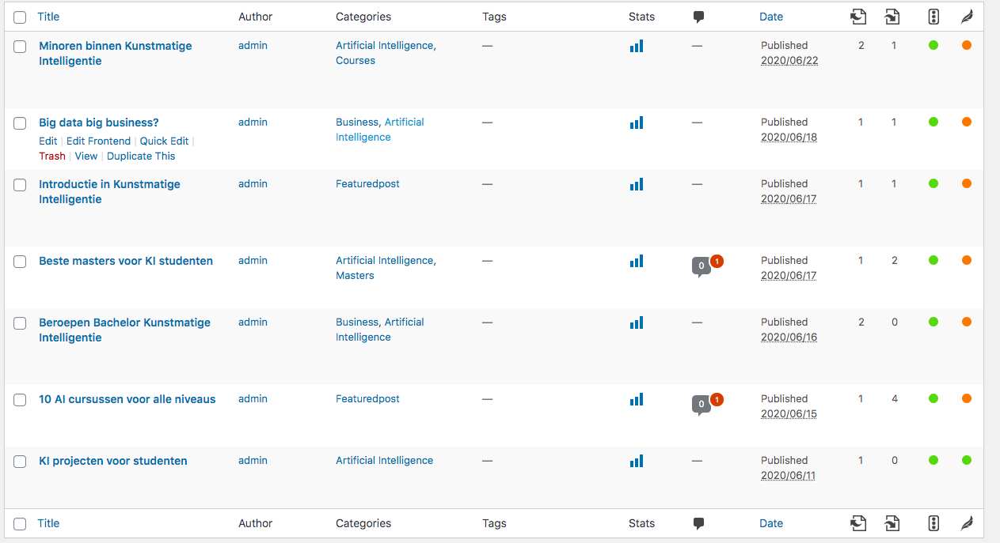 Title Author Categories Tags Stats Date
Minoren binnen Kunstmatige admin Artificial Intelligence, — — Published 2 1
Intelligentie Courses 2020/06/22
Big data big business? admin Business, Artificial — — Published 1 1
Intelligence 2020/06/18
Edit | Edit Frontend | Quick Edit |
Trash | View | Duplicate This
Introductie in Kunstmatige admin Featuredpost — — Published 1 1
Intelligentie 2020/06/17
Beste masters voor KI studenten admin Artificial Intelligence, — 0 1 Published 1 2
Masters 2020/06/17
Beroepen Bachelor Kunstmatige admin Business, Artificial — — Published 2 0
Intelligentie Intelligence 2020/06/16
10 AI cursussen voor alle niveaus admin Featuredpost — 0 1 Published 1 4
2020/06/15
KI projecten voor studenten admin Artificial Intelligence — — Published 1 0
2020/06/11
Title Author Categories Tags Stats Date